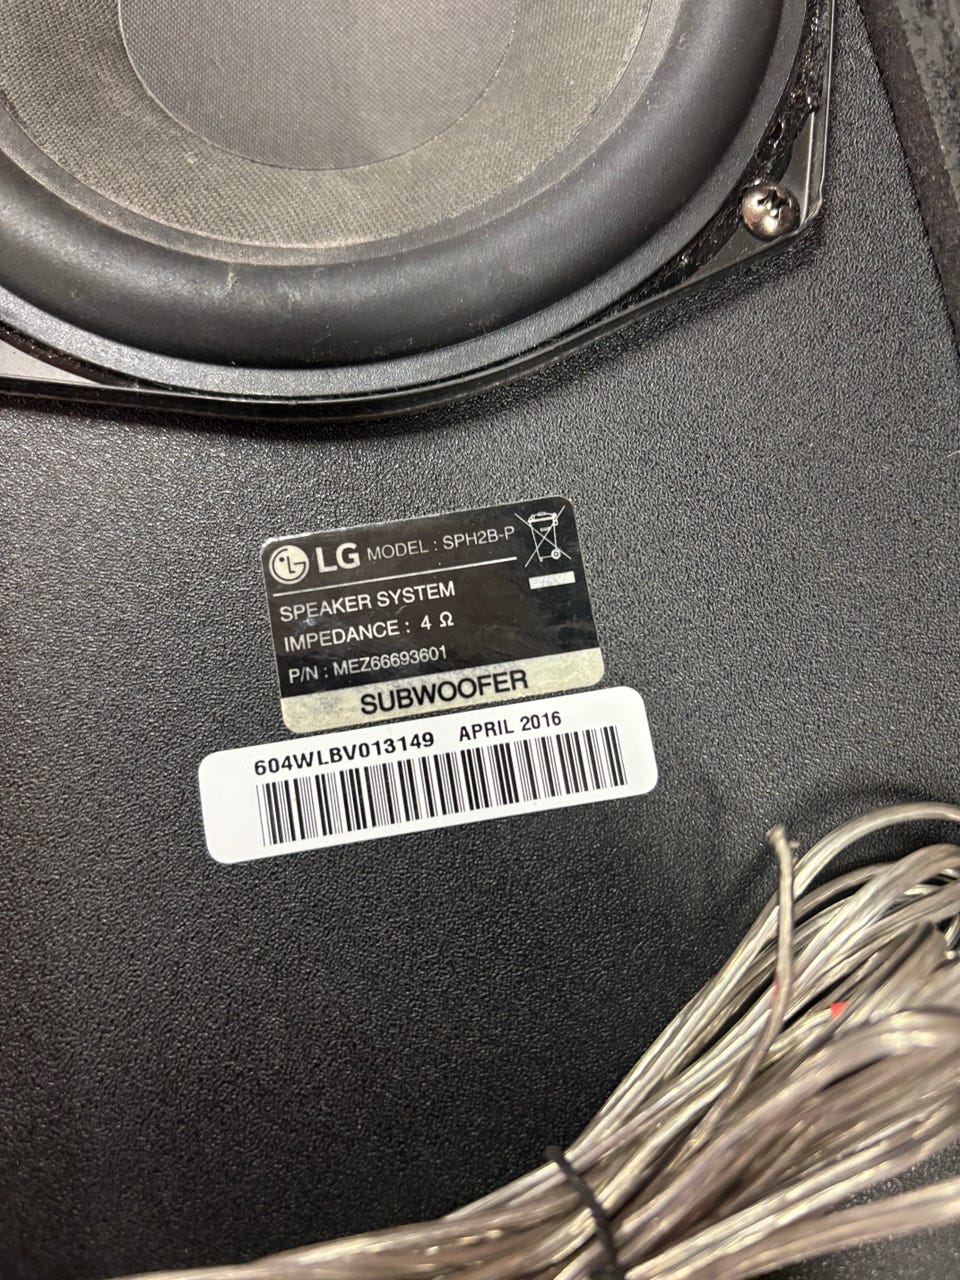 LG MODEL : SPH2B-P
SPEAKER SYSTEM
IMPEDANCE : 4 Ω
P/N : MEZ66693601
SUBWOOFER
604WLBV013149 APRIL 2016